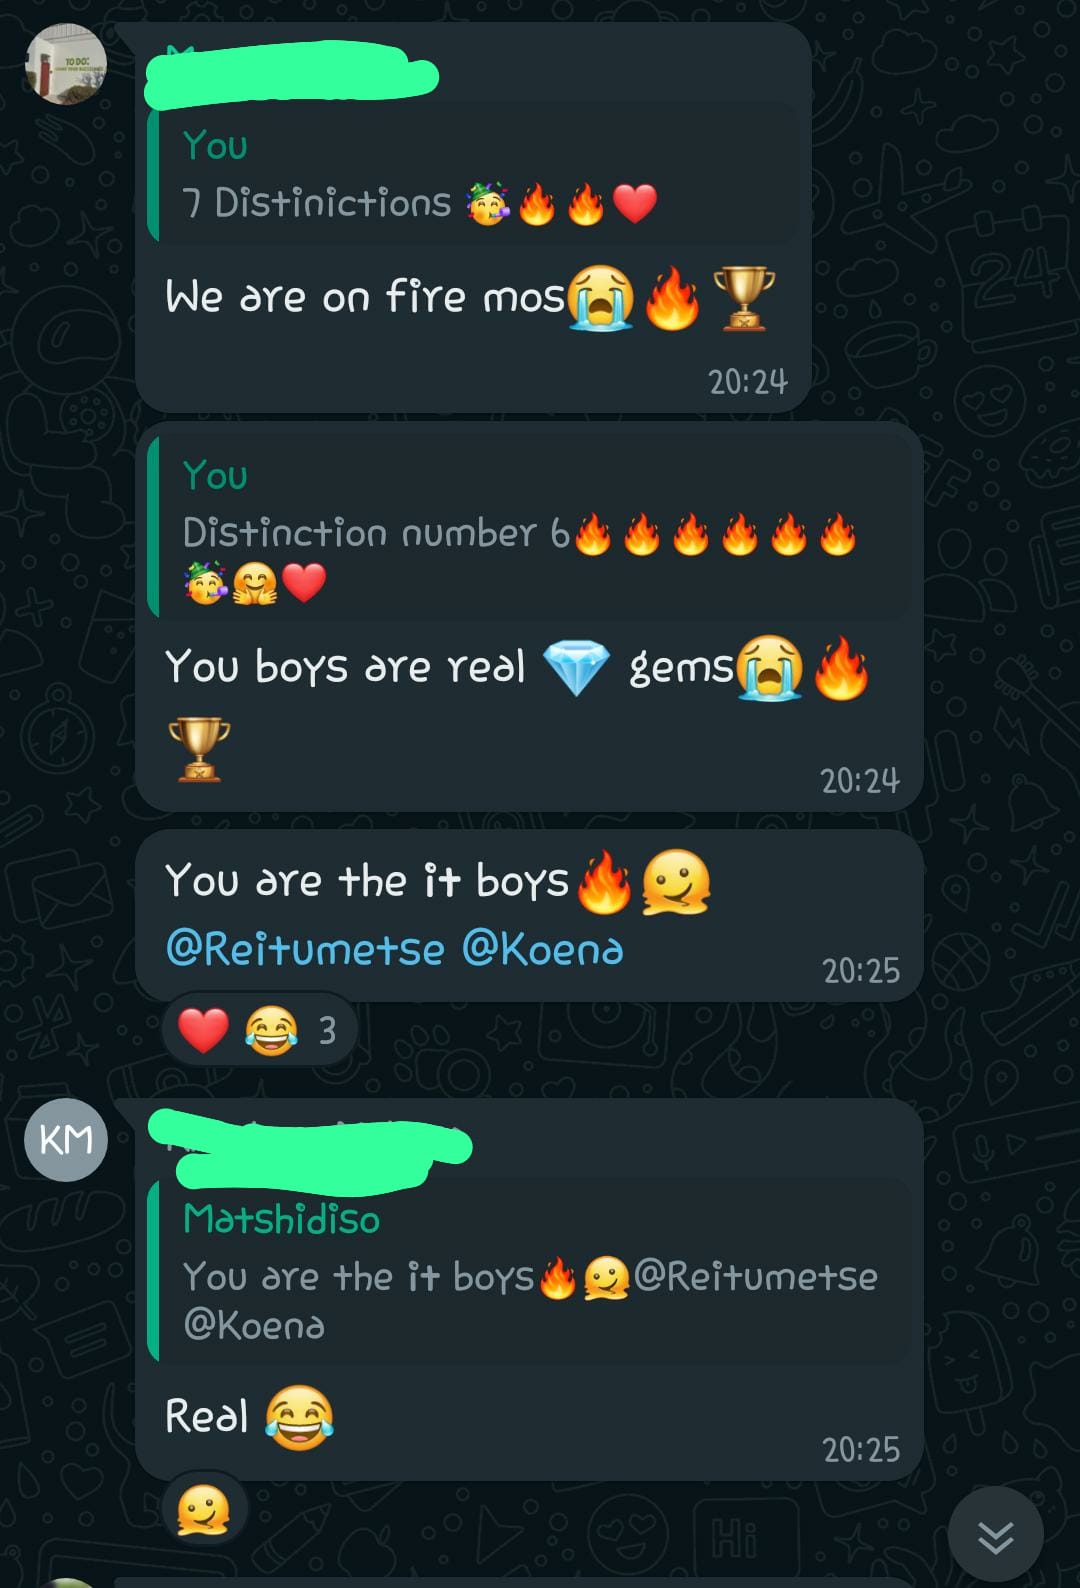 You
7 Distinictions 🥳🔥🔥❤️
We are on fire mos😭🔥🏆
20:24
You
Distinction number 6🔥🔥🔥🔥🔥🔥
🥳🤗❤️
You boys are real 💎 gems😭🔥
🏆
20:24
You are the it boys🔥🫠
@Reitumetse @Koena
20:25
❤️😂 3
KM
Matshidiso
You are the it boys🔥🫠@Reitumetse
@Koena
Real 😂
20:25
🫠